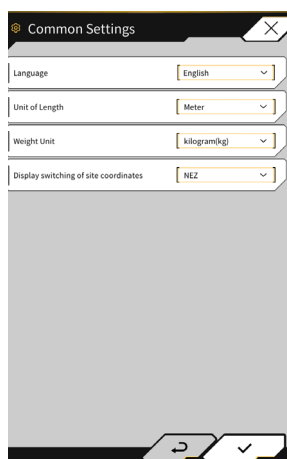 Common Settings
Language
English
Unit of Length
Meter
Weight Unit
kilogram(kg)
Display switching of site coordinates
NEZ